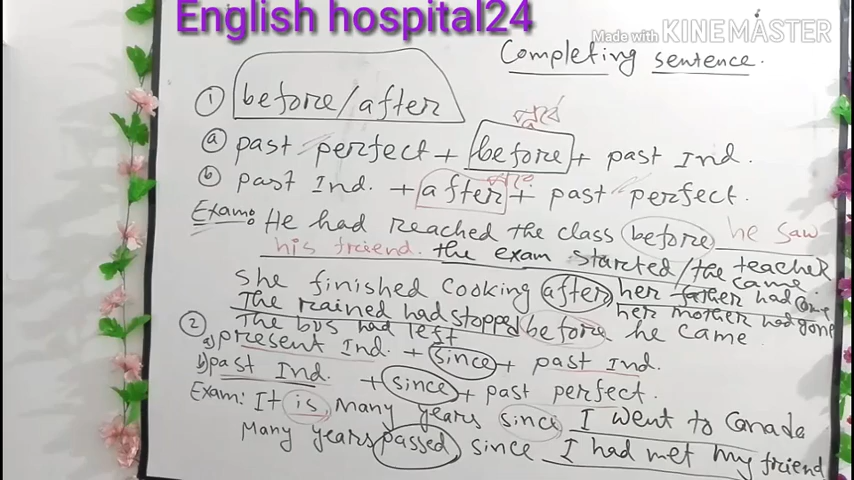 English hospital24
Made with KINEMASTER
Completing sentence.
① before/after
ⓐ past perfect + before + past Ind.
ⓑ past Ind. + after + past perfect.
Exam: He had reached the class before he saw
his friend. the exam started/the teacher
came
She finished cooking after her father had
her mother had gone
The rained had stopped before he came
The bus had left
② a) present Ind. + since + past Ind.
b) past Ind. + since + past perfect.
Exam: It is many years since I went to Canada
Many years passed since I had met my friend